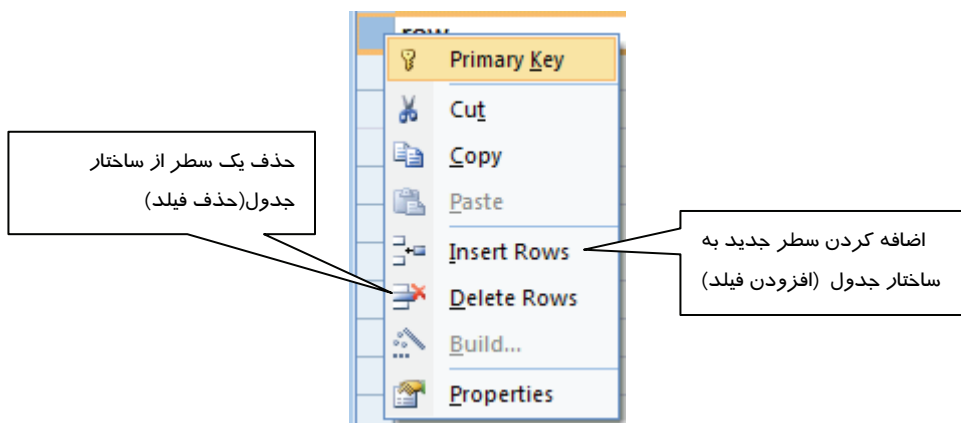 row
Primary Key
Cut
Copy
Paste
Insert Rows
Delete Rows
Build...
Properties
حذف یک سطر از ساختار
جدول(حذف فیلد)
اضافه کردن سطر جدید به
ساختار جدول (افزودن فیلد)